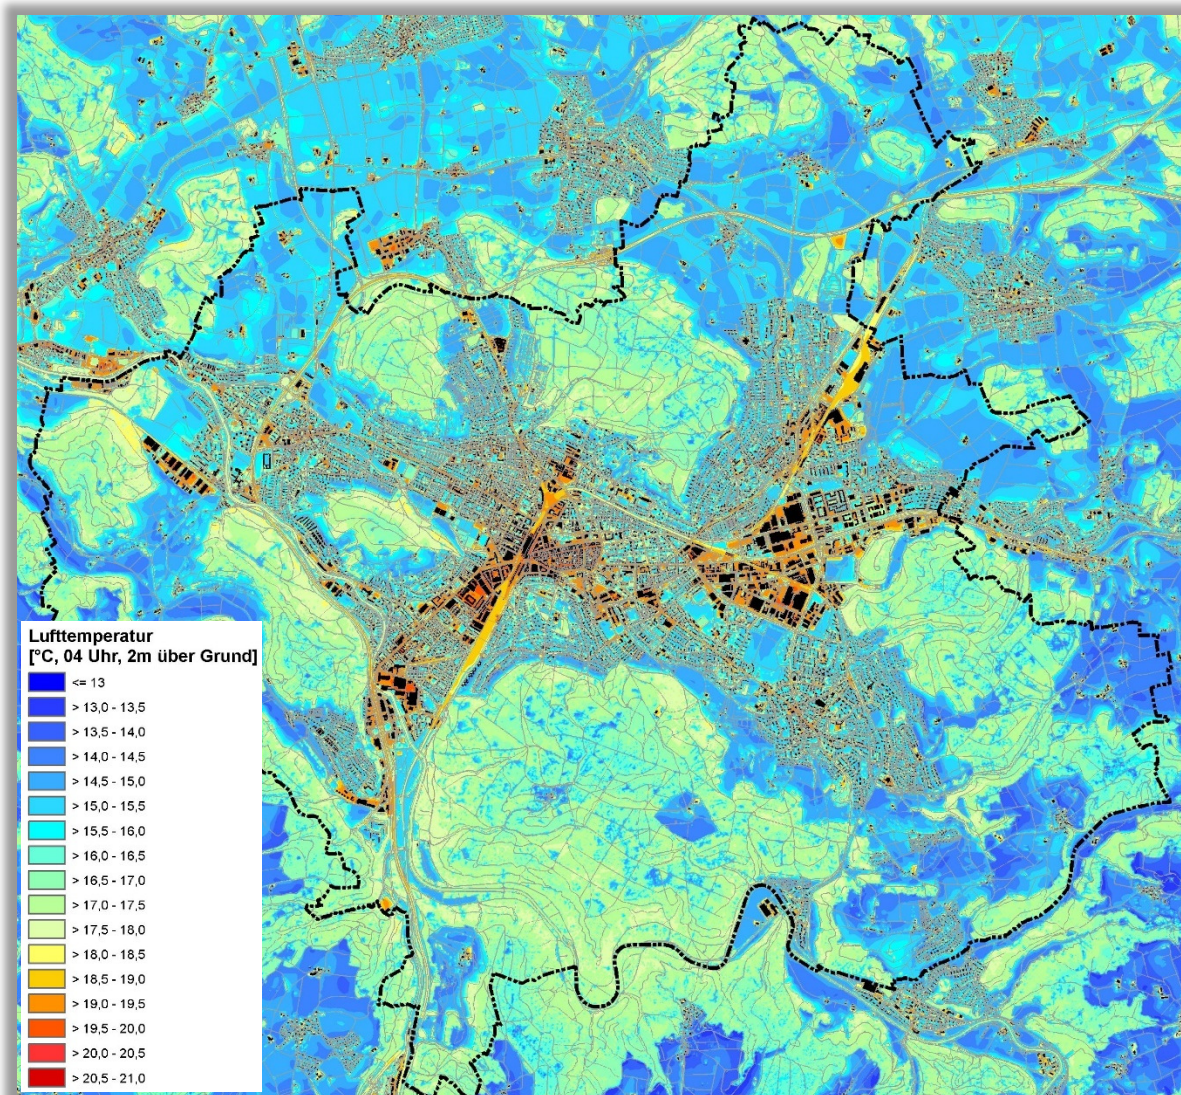 Lufttemperatur
[°C, 04 Uhr, 2m über Grund]
<= 13
> 13,0 - 13,5
> 13,5 - 14,0
> 14,0 - 14,5
> 14,5 - 15,0
> 15,0 - 15,5
> 15,5 - 16,0
> 16,0 - 16,5
> 16,5 - 17,0
> 17,0 - 17,5
> 17,5 - 18,0
> 18,0 - 18,5
> 18,5 - 19,0
> 19,0 - 19,5
> 19,5 - 20,0
> 20,0 - 20,5
> 20,5 - 21,0